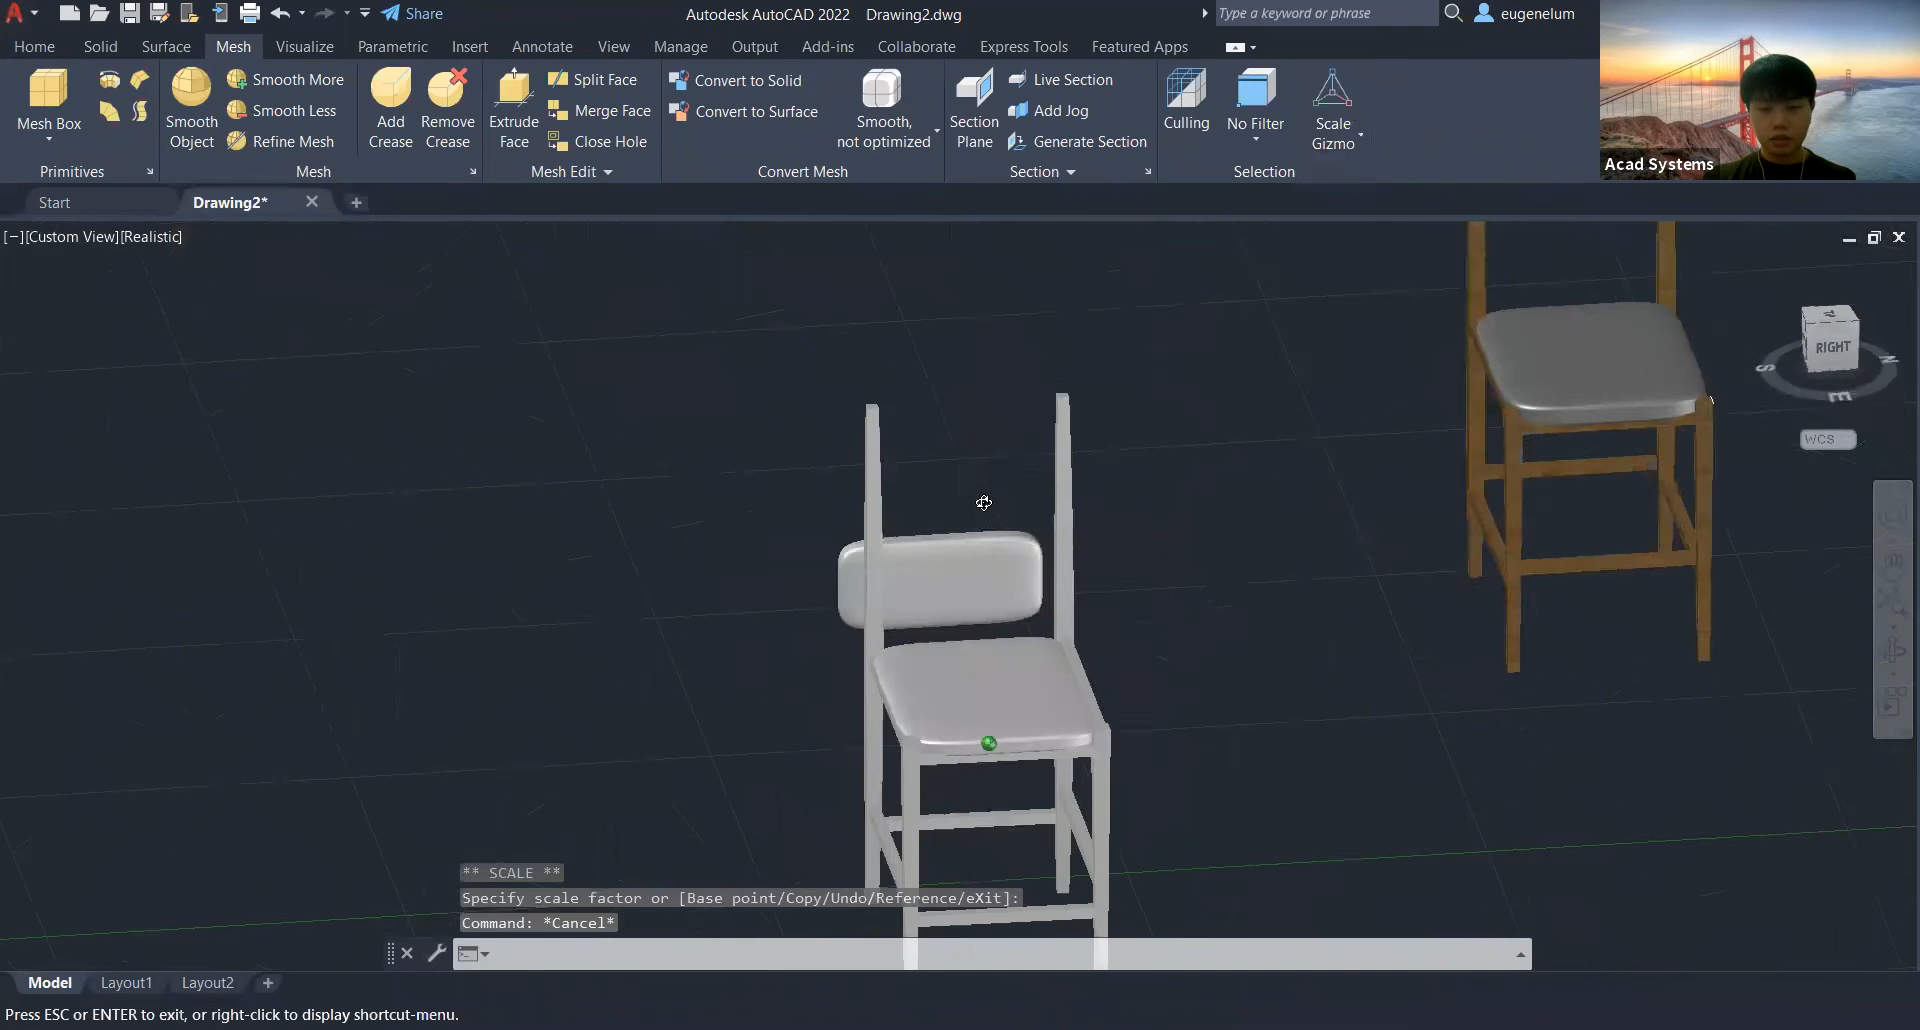 Share
Autodesk AutoCAD 2022 Drawing2.dwg
Type a keyword or phrase
eugenelum
Home Solid Surface Mesh Visualize Parametric Insert Annotate View Manage Output Add-ins Collaborate Express Tools Featured Apps
Mesh Box
Smooth Object
Smooth More
Smooth Less
Refine Mesh
Add Crease
Remove Crease
Extrude Face
Split Face
Merge Face
Close Hole
Convert to Solid
Convert to Surface
Smooth, not optimized
Section Plane
Live Section
Add Jog
Generate Section
Culling
No Filter
Scale Gizmo
Primitives Mesh Mesh Edit Convert Mesh Section Selection
Acad Systems
Start Drawing2*
[−][Custom View][Realistic]
RIGHT
S
N
E
WCS
** SCALE **
Specify scale factor or [Base point/Copy/Undo/Reference/eXit]:
Command: *Cancel*
Model Layout1 Layout2
Press ESC or ENTER to exit, or right-click to display shortcut-menu.